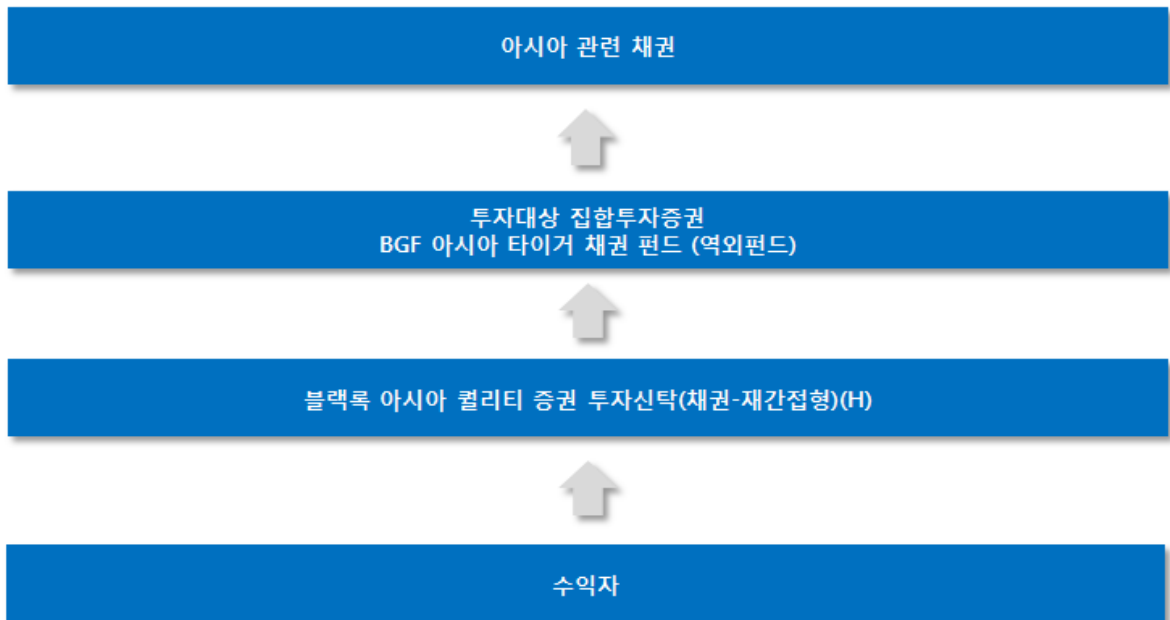 아시아 관련 채권
투자대상 집합투자증권
BGF 아시아 타이거 채권 펀드 (역외펀드)
블랙록 아시아 퀄리티 증권 투자신탁(채권-재간접형)(H)
수익자